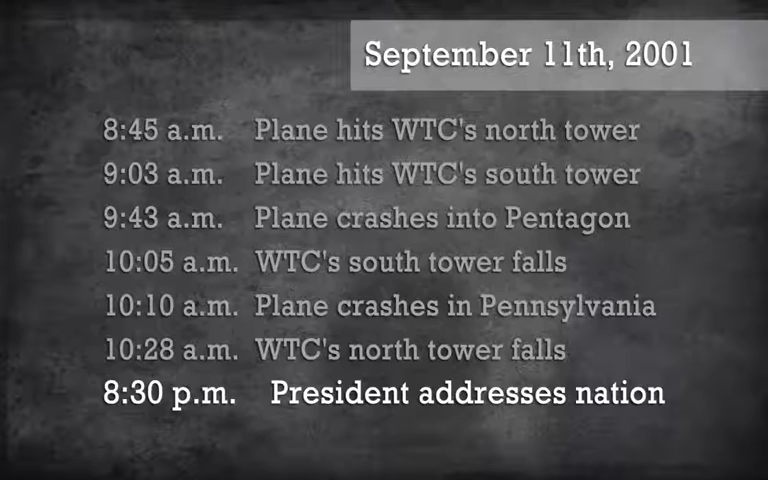 September 11th, 2001
8:45 a.m. Plane hits WTC's north tower
9:03 a.m. Plane hits WTC's south tower
9:43 a.m. Plane crashes into Pentagon
10:05 a.m. WTC's south tower falls
10:10 a.m. Plane crashes in Pennsylvania
10:28 a.m. WTC's north tower falls
8:30 p.m. President addresses nation